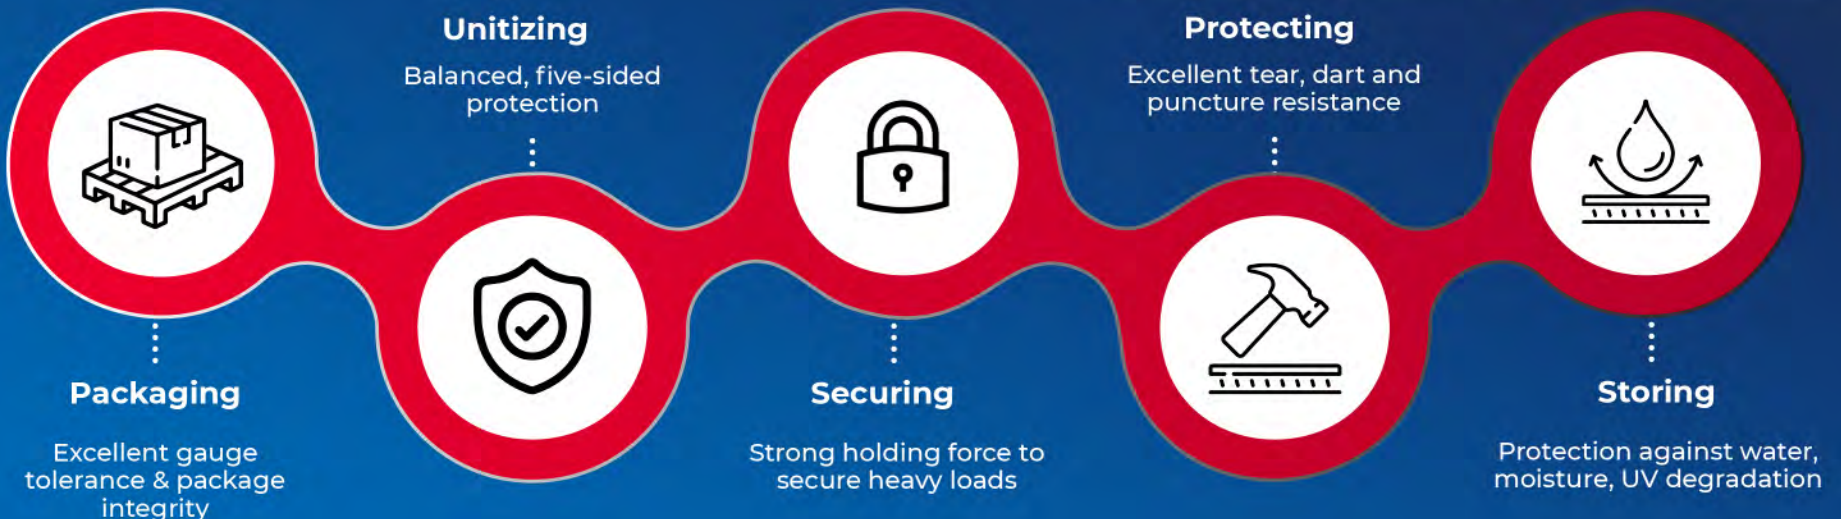 Packaging
Excellent gauge
tolerance & package
integrity
Unitizing
Balanced, five-sided
protection
Securing
Strong holding force to
secure heavy loads
Protecting
Excellent tear, dart and
puncture resistance
Storing
Protection against water,
moisture, UV degradation